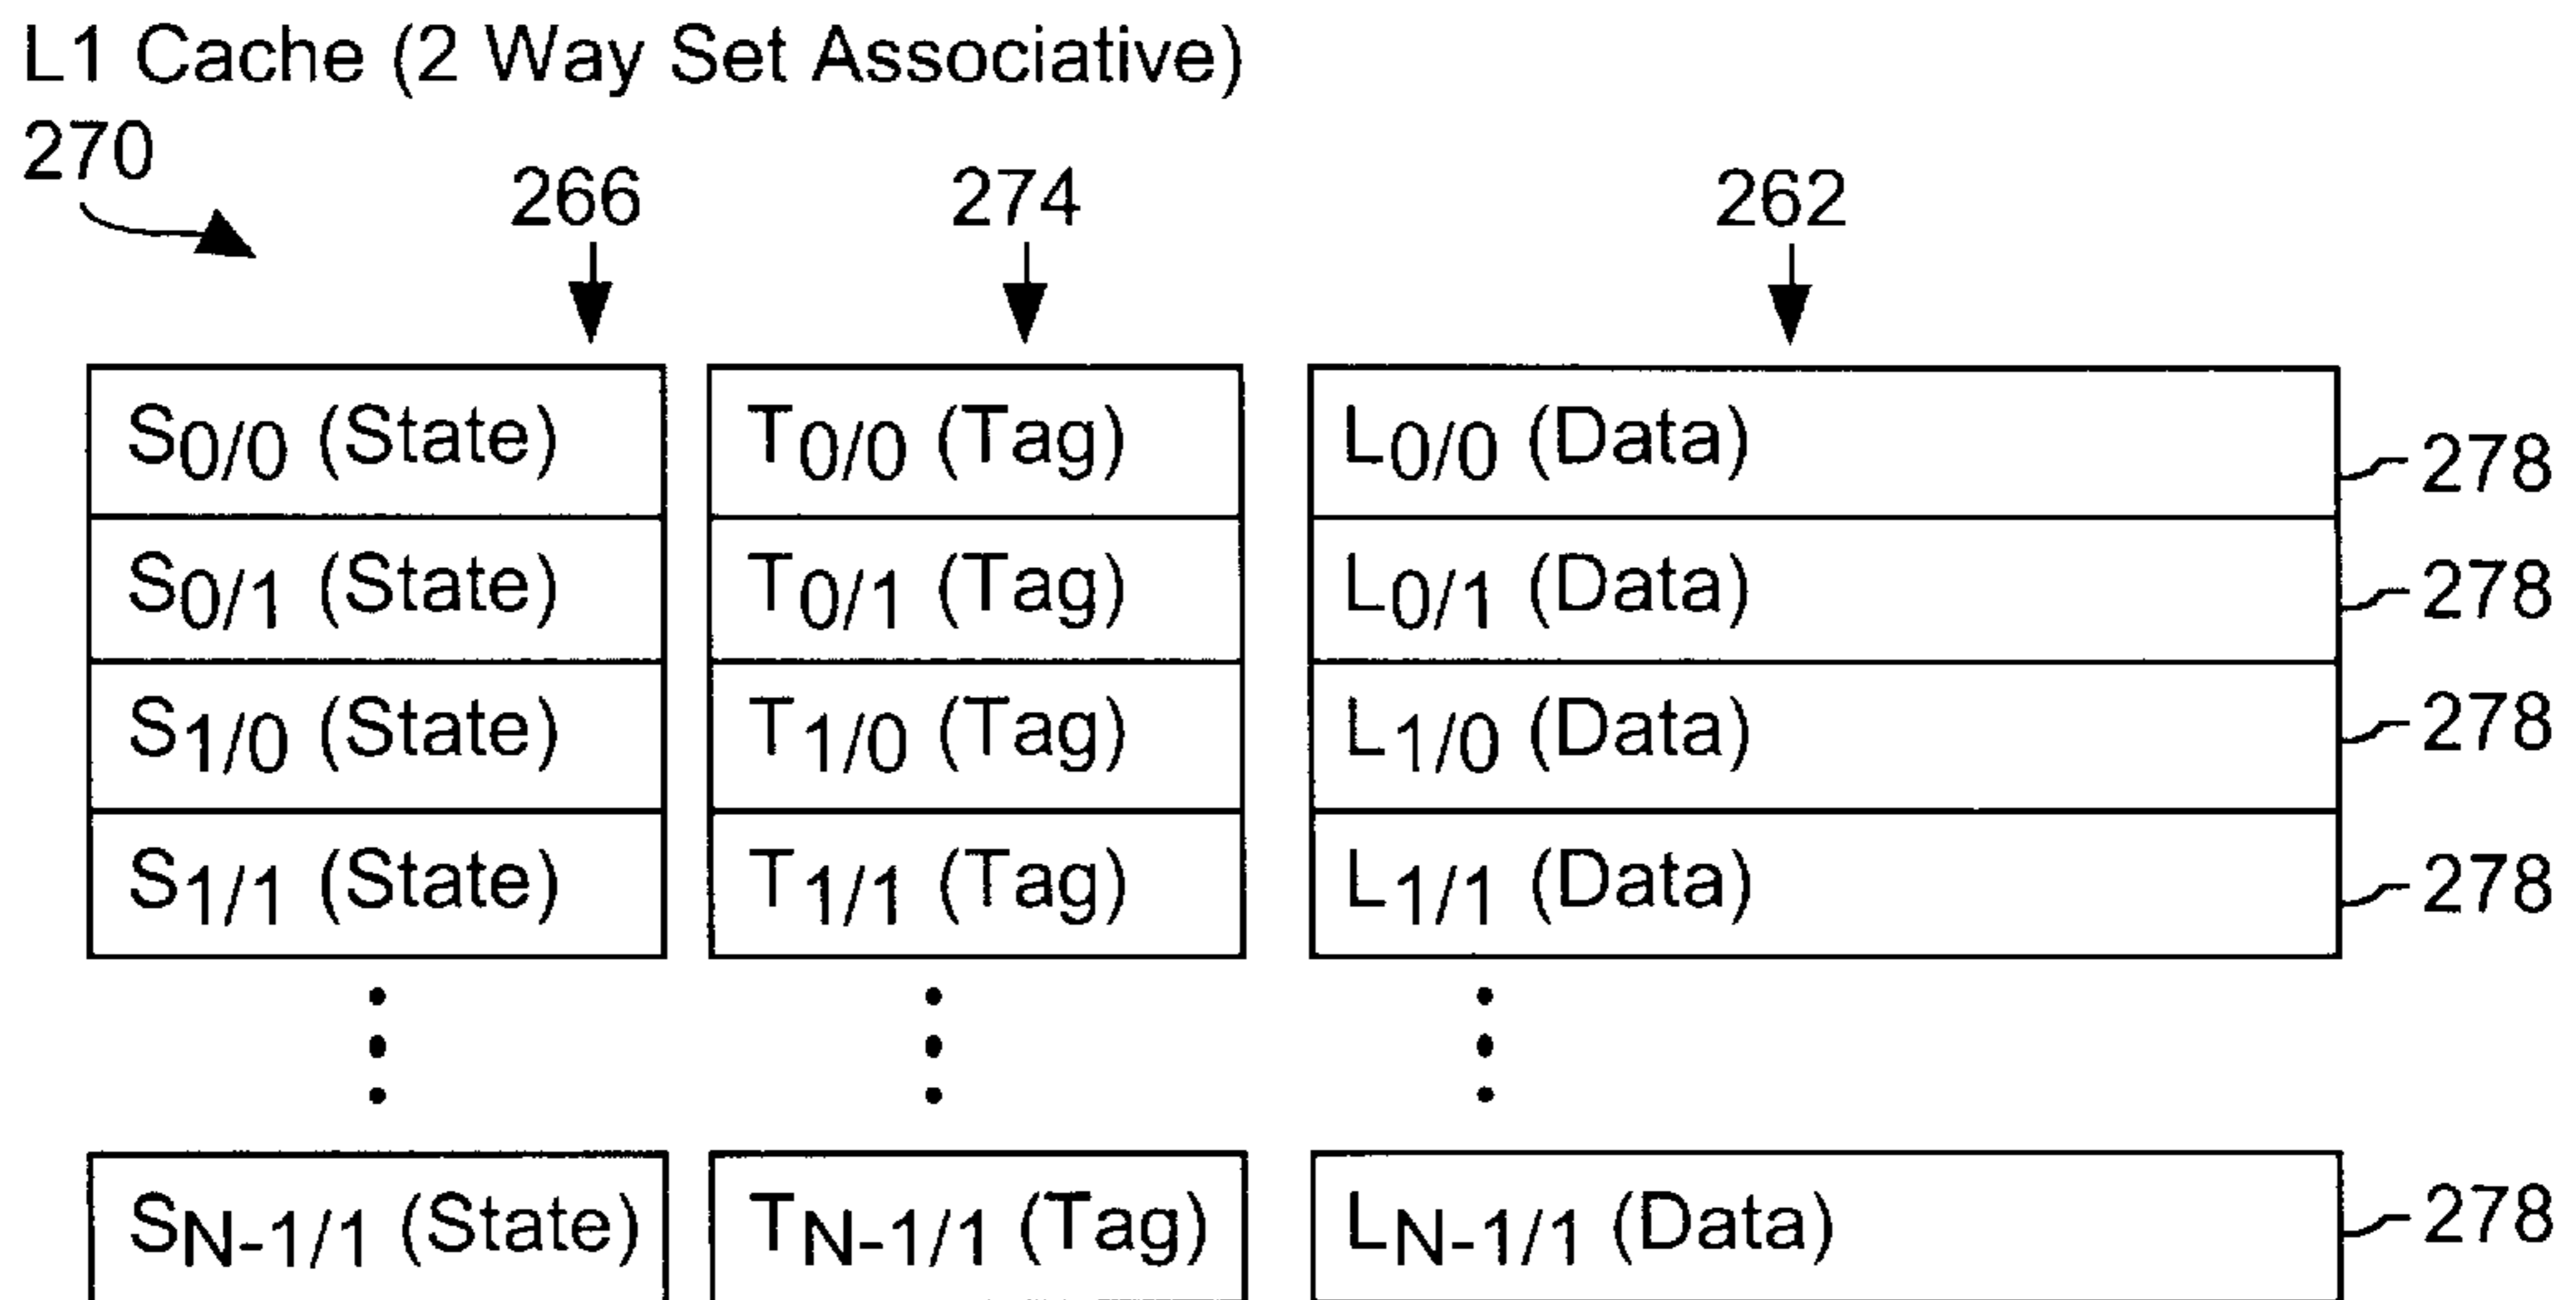 L1 Cache (2 Way Set Associative)
270
266 274 262
S0/0 (State) T0/0 (Tag) L0/0 (Data) 278
S0/1 (State) T0/1 (Tag) L0/1 (Data) 278
S1/0 (State) T1/0 (Tag) L1/0 (Data) 278
S1/1 (State) T1/1 (Tag) L1/1 (Data) 278
SN-1/1 (State) TN-1/1 (Tag) LN-1/1 (Data) 278